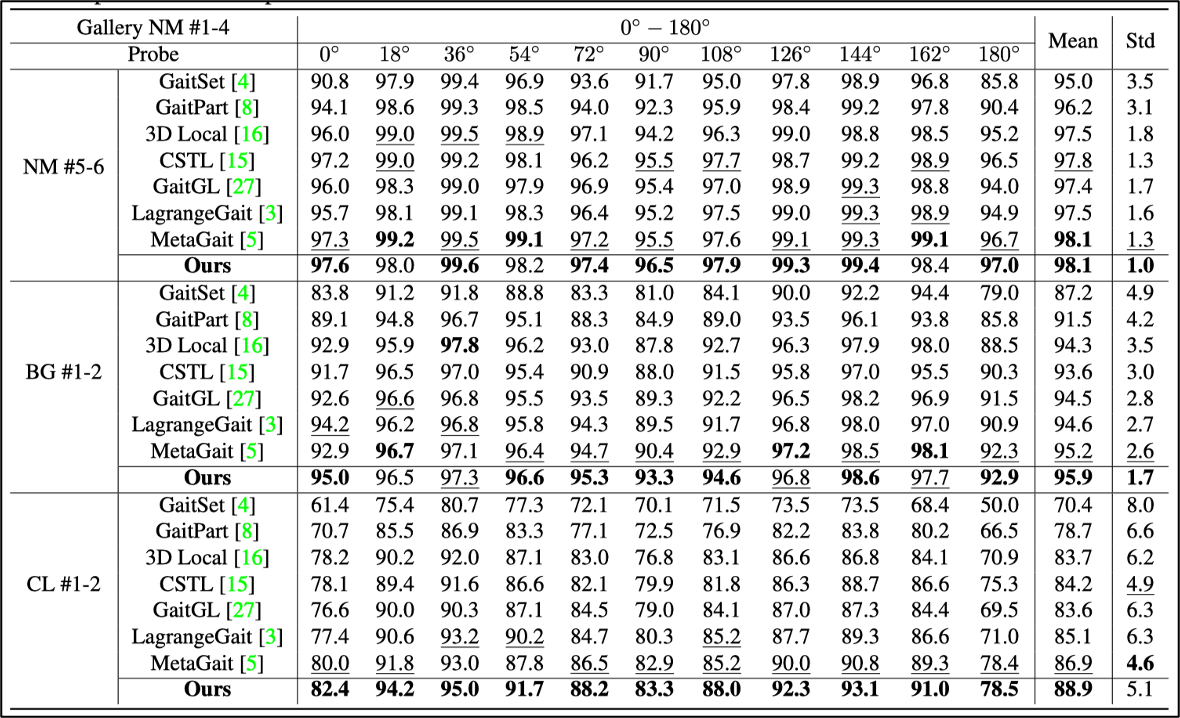 Gallery NM #1-4 0° − 180° Mean Std
Probe 0° 18° 36° 54° 72° 90° 108° 126° 144° 162° 180°
NM #5-6
GaitSet [4] 90.8 97.9 99.4 96.9 93.6 91.7 95.0 97.8 98.9 96.8 85.8 95.0 3.5
GaitPart [8] 94.1 98.6 99.3 98.5 94.0 92.3 95.9 98.4 99.2 97.8 90.4 96.2 3.1
3D Local [16] 96.0 99.0 99.5 98.9 97.1 94.2 96.3 99.0 98.8 98.5 95.2 97.5 1.8
CSTL [15] 97.2 99.0 99.2 98.1 96.2 95.5 97.7 98.7 99.2 98.9 96.5 97.8 1.3
GaitGL [27] 96.0 98.3 99.0 97.9 96.9 95.4 97.0 98.9 99.3 98.8 94.0 97.4 1.7
LagrangeGait [3] 95.7 98.1 99.1 98.3 96.4 95.2 97.5 99.0 99.3 98.9 94.9 97.5 1.6
MetaGait [5] 97.3 99.2 99.5 99.1 97.2 95.5 97.6 99.1 99.3 99.1 96.7 98.1 1.3
Ours 97.6 98.0 99.6 98.2 97.4 96.5 97.9 99.3 99.4 98.4 97.0 98.1 1.0
BG #1-2
GaitSet [4] 83.8 91.2 91.8 88.8 83.3 81.0 84.1 90.0 92.2 94.4 79.0 87.2 4.9
GaitPart [8] 89.1 94.8 96.7 95.1 88.3 84.9 89.0 93.5 96.1 93.8 85.8 91.5 4.2
3D Local [16] 92.9 95.9 97.8 96.2 93.0 87.8 92.7 96.3 97.9 98.0 88.5 94.3 3.5
CSTL [15] 91.7 96.5 97.0 95.4 90.9 88.0 91.5 95.8 97.0 95.5 90.3 93.6 3.0
GaitGL [27] 92.6 96.6 96.8 95.5 93.5 89.3 92.2 96.5 98.2 96.9 91.5 94.5 2.8
LagrangeGait [3] 94.2 96.2 96.8 95.8 94.3 89.5 91.7 96.8 98.0 97.0 90.9 94.6 2.7
MetaGait [5] 92.9 96.7 97.1 96.4 94.7 90.4 92.9 97.2 98.5 98.1 92.3 95.2 2.6
Ours 95.0 96.5 97.3 96.6 95.3 93.3 94.6 96.8 98.6 97.7 92.9 95.9 1.7
CL #1-2
GaitSet [4] 61.4 75.4 80.7 77.3 72.1 70.1 71.5 73.5 73.5 68.4 50.0 70.4 8.0
GaitPart [8] 70.7 85.5 86.9 83.3 77.1 72.5 76.9 82.2 83.8 80.2 66.5 78.7 6.6
3D Local [16] 78.2 90.2 92.0 87.1 83.0 76.8 83.1 86.6 86.8 84.1 70.9 83.7 6.2
CSTL [15] 78.1 89.4 91.6 86.6 82.1 79.9 81.8 86.3 88.7 86.6 75.3 84.2 4.9
GaitGL [27] 76.6 90.0 90.3 87.1 84.5 79.0 84.1 87.0 87.3 84.4 69.5 83.6 6.3
LagrangeGait [3] 77.4 90.6 93.2 90.2 84.7 80.3 85.2 87.7 89.3 86.6 71.0 85.1 6.3
MetaGait [5] 80.0 91.8 93.0 87.8 86.5 82.9 85.2 90.0 90.8 89.3 78.4 86.9 4.6
Ours 82.4 94.2 95.0 91.7 88.2 83.3 88.0 92.3 93.1 91.0 78.5 88.9 5.1